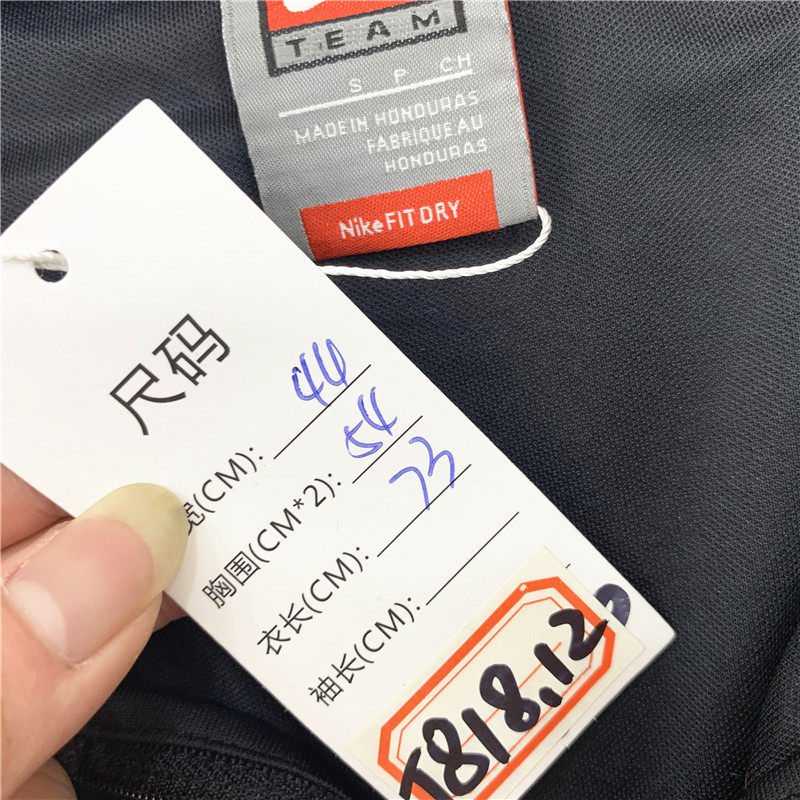 TEAM
S P CH
MADE IN HONDURAS
FABRIQUE AU
HONDURAS
Nike FIT DRY
尺码
宽(CM): 44
胸围(CM*2): 54
衣长(CM): 73
袖长(CM):
T818.12